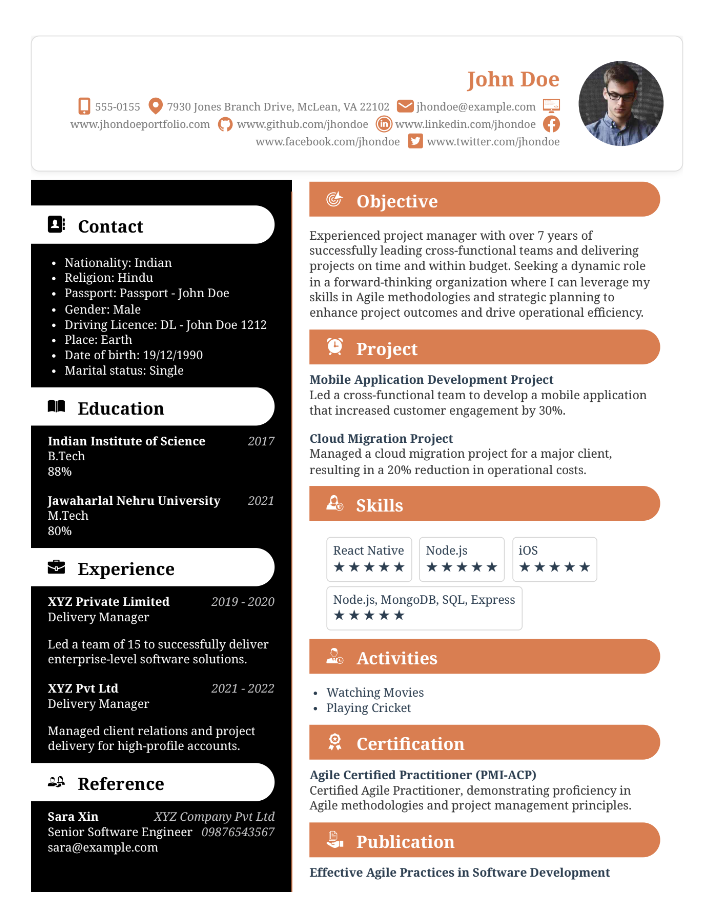 John Doe
555-0155 7930 Jones Branch Drive, McLean, VA 22102 jhondoe@example.com
www.jhondoeportfolio.com www.github.com/jhondoe www.linkedin.com/jhondoe
www.facebook.com/jhondoe www.twitter.com/jhondoe
Contact
• Nationality: Indian
• Religion: Hindu
• Passport: Passport - John Doe
• Gender: Male
• Driving Licence: DL - John Doe 1212
• Place: Earth
• Date of birth: 19/12/1990
• Marital status: Single
Education
Indian Institute of Science 2017
B.Tech
88%
Jawaharlal Nehru University 2021
M.Tech
80%
Experience
XYZ Private Limited 2019 - 2020
Delivery Manager
Led a team of 15 to successfully deliver
enterprise-level software solutions.
XYZ Pvt Ltd 2021 - 2022
Delivery Manager
Managed client relations and project
delivery for high-profile accounts.
Reference
Sara Xin XYZ Company Pvt Ltd
Senior Software Engineer 09876543567
sara@example.com
Objective
Experienced project manager with over 7 years of
successfully leading cross-functional teams and delivering
projects on time and within budget. Seeking a dynamic role
in a forward-thinking organization where I can leverage my
skills in Agile methodologies and strategic planning to
enhance project outcomes and drive operational efficiency.
Project
Mobile Application Development Project
Led a cross-functional team to develop a mobile application
that increased customer engagement by 30%.
Cloud Migration Project
Managed a cloud migration project for a major client,
resulting in a 20% reduction in operational costs.
Skills
React Native Node.js iOS
★★★★★ ★★★★★ ★★★★★
Node.js, MongoDB, SQL, Express
★★★★★
Activities
• Watching Movies
• Playing Cricket
Certification
Agile Certified Practitioner (PMI-ACP)
Certified Agile Practitioner, demonstrating proficiency in
Agile methodologies and project management principles.
Publication
Effective Agile Practices in Software Development